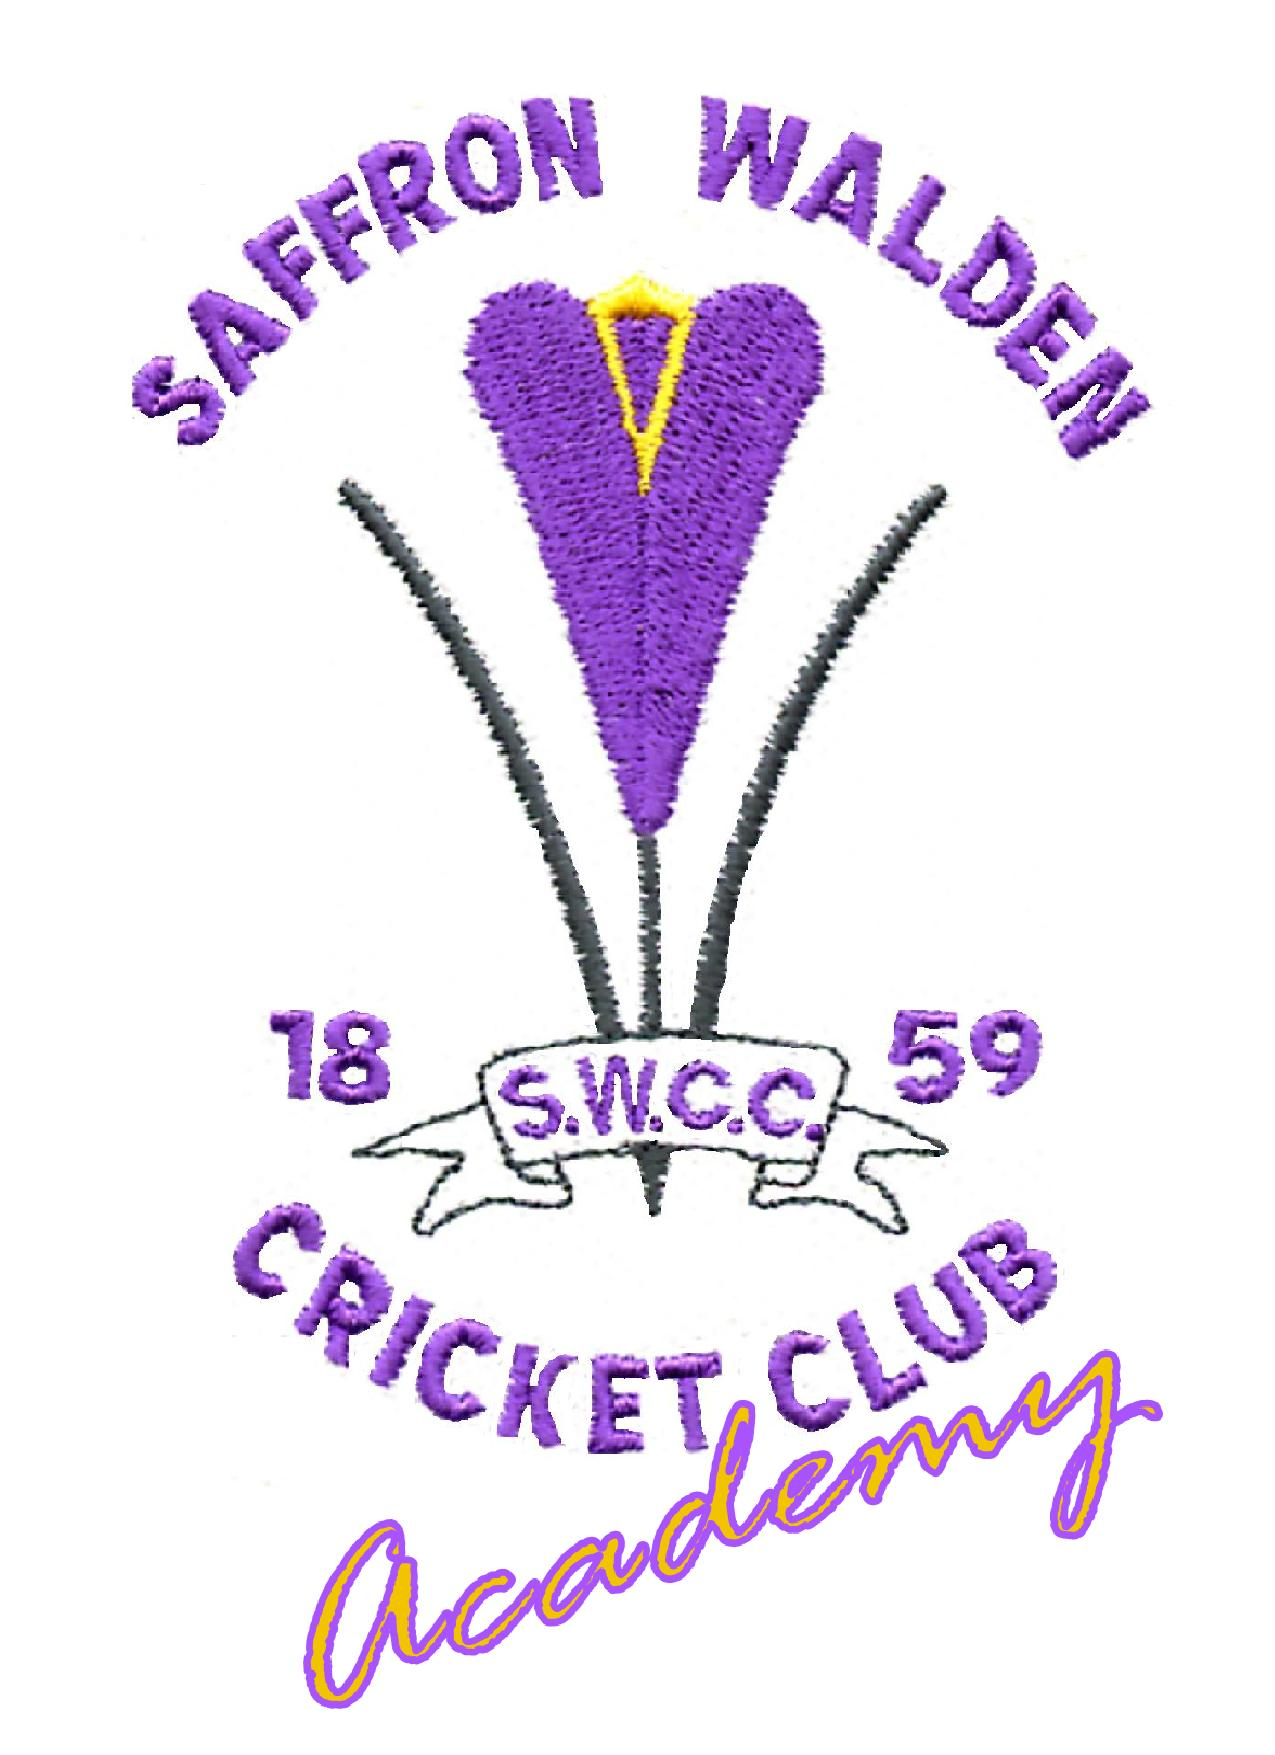 SAFFRON WALDEN
18 59
S.W.C.C.
CRICKET CLUB
Academy